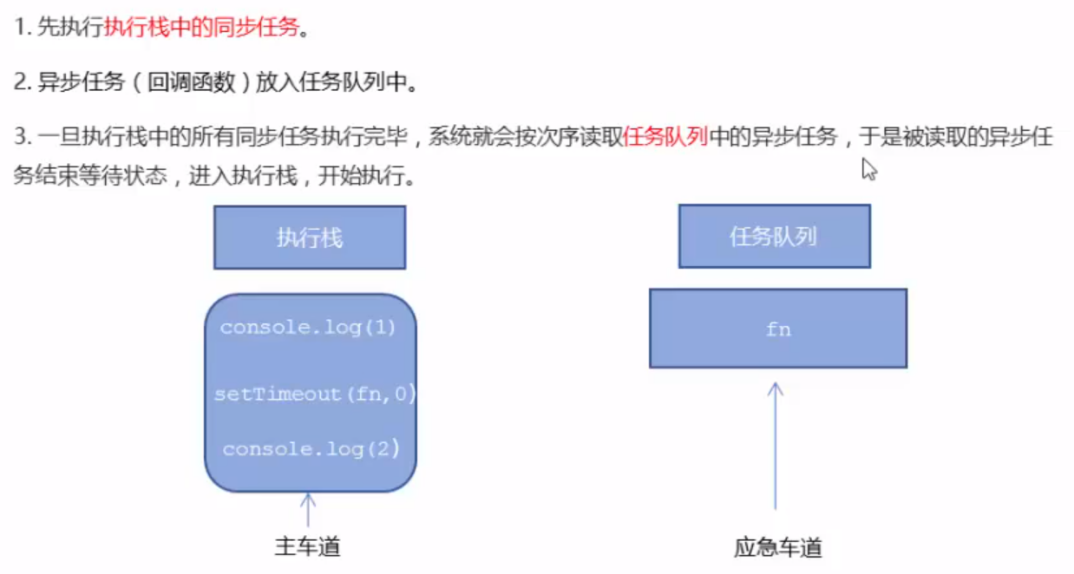 1. 先执行执行栈中的同步任务。
2. 异步任务（回调函数）放入任务队列中。
3. 一旦执行栈中的所有同步任务执行完毕，系统就会按次序读取任务队列中的异步任务，于是被读取的异步任
务结束等待状态，进入执行栈，开始执行。
执行栈
任务队列
console.log(1)
fn
setTimeout(fn,0)
console.log(2)
主车道
应急车道